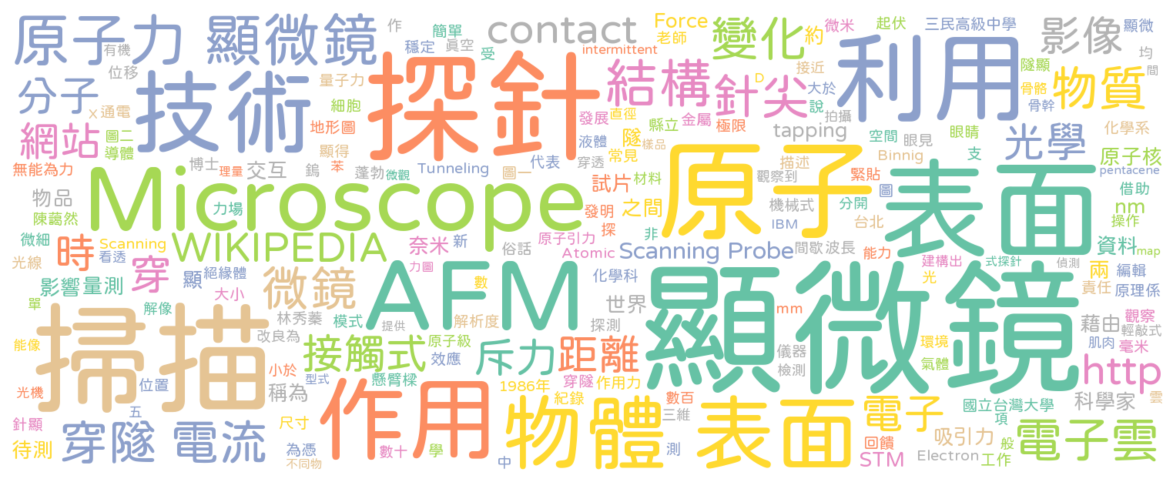 原子力 顯微鏡
有機
作
簡單
contact
Force
老師
變化
約
微米
起伏
三民高級中學
影像
顯微
均
間
位移
穩定
眞空
受
intermittent
接近
隧顯
骨骼
分子
技術
量子力
探針
結構
針尖
D
大於
利用
骨幹
物質
X
通電
細胞
發展
直徑
說
拍攝
網站
圖二
導體
地形圖
顯得
縣立
金屬
極限
tapping
空間
眼見
眼睛
光學
化學系
液體
隧
樣品
常見
描述
Binnig
支
原子核
無能為力
博士
理量
交互
鎢
苯
蓬勃
微觀
Tunneling
代表
穿透
圖一
試片
材料
原子
觀察到
緊貼
圖
表面
pentacene
借助
物品
Microscope
發明
之間
機械式
分開
台北
nm
操作
陳藹然
力場
探
非
IBM
微細
Scanning
看透
時
穿
WIKIPEDIA
奈米
新
俗話
原子引力
Atomic
Scanning Probe
間歇
波長
能力
建構出
式探針
偵測
資料
map
光線
絕緣體
力圖
數
化學科
光
兩
編輯
影響
量測
顯
微鏡
AFM
世界
顯微鏡
責任
原理係
單
解像
大小
林秀蓁
模式
提供
解析度
探測
mm
環境
藉由
觀察
輕敲式
能像
掃描
改良為
接觸式
原子級
效應
斥力
距離
儀器
檢測
氣體
肌肉
毫米
小於
光機
位置
稱為
型式
懸臂樑
1986年
穿隧
作用力
紀錄
數百
三維
http
雲
針顯
五
尺寸
作用
物體 表面
電子
國立台灣大學
科學家
項
待測
穿隧 電流
為憑
不同物
數十
學
中
測
回饋
STM
吸引力
Electron
般
工作
電子雲